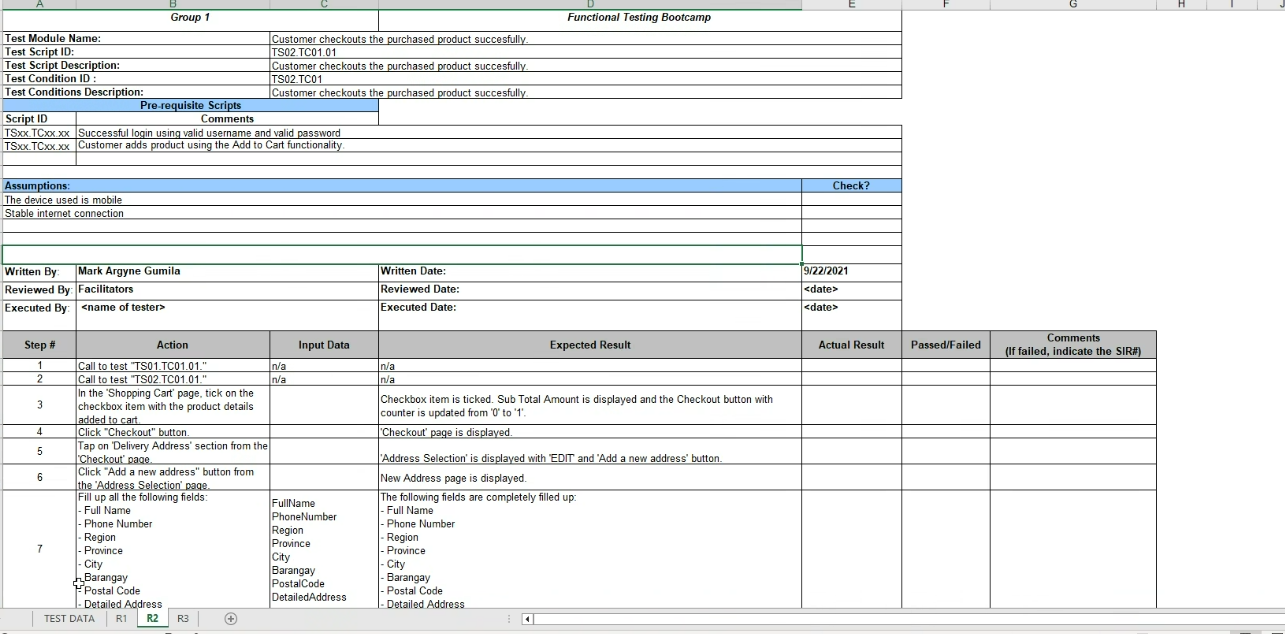 A B C D E F G H I J
Group 1 Functional Testing Bootcamp
Test Module Name: Customer checkouts the purchased product succesfully.
Test Script ID: TS02.TC01.01
Test Script Description: Customer checkouts the purchased product succesfully.
Test Condition ID : TS02.TC01
Test Conditions Description: Customer checkouts the purchased product succesfully.
Pre-requisite Scripts
Script ID Comments
TSxx.TCxx.xx Successful login using valid username and valid password
TSxx.TCxx.xx Customer adds product using the Add to Cart functionality.
Assumptions: Check?
The device used is mobile
Stable internet connection
Written By: Mark Argyne Gumila Written Date: 9/22/2021
Reviewed By: Facilitators Reviewed Date: <date>
Executed By: <name of tester> Executed Date: <date>
Step # Action Input Data Expected Result Actual Result Passed/Failed Comments
(If failed, indicate the SIR#)
1 Call to test "TS01.TC01.01." n/a n/a
2 Call to test "TS02.TC01.01." n/a n/a
3 In the 'Shopping Cart' page, tick on the
checkbox item with the product details
added to cart.
Checkbox item is ticked. Sub Total Amount is displayed and the Checkout button with
counter is updated from '0' to '1'.
4 Click "Checkout" button. 'Checkout' page is displayed.
5 Tap on 'Delivery Address' section from the
'Checkout' page.
'Address Selection' is displayed with 'EDIT' and 'Add a new address' button.
6 Click "Add a new address" button from
the 'Address Selection' page.
New Address page is displayed.
7 Fill up all the following fields:
- Full Name
- Phone Number
- Region
- Province
- City
- Barangay
- Postal Code
- Detailed Address
FullName
PhoneNumber
Region
Province
City
Barangay
PostalCode
DetailedAddress
The following fields are completely filled up:
- Full Name
- Phone Number
- Region
- Province
- City
- Barangay
- Postal Code
- Detailed Address
TEST DATA R1 R2 R3